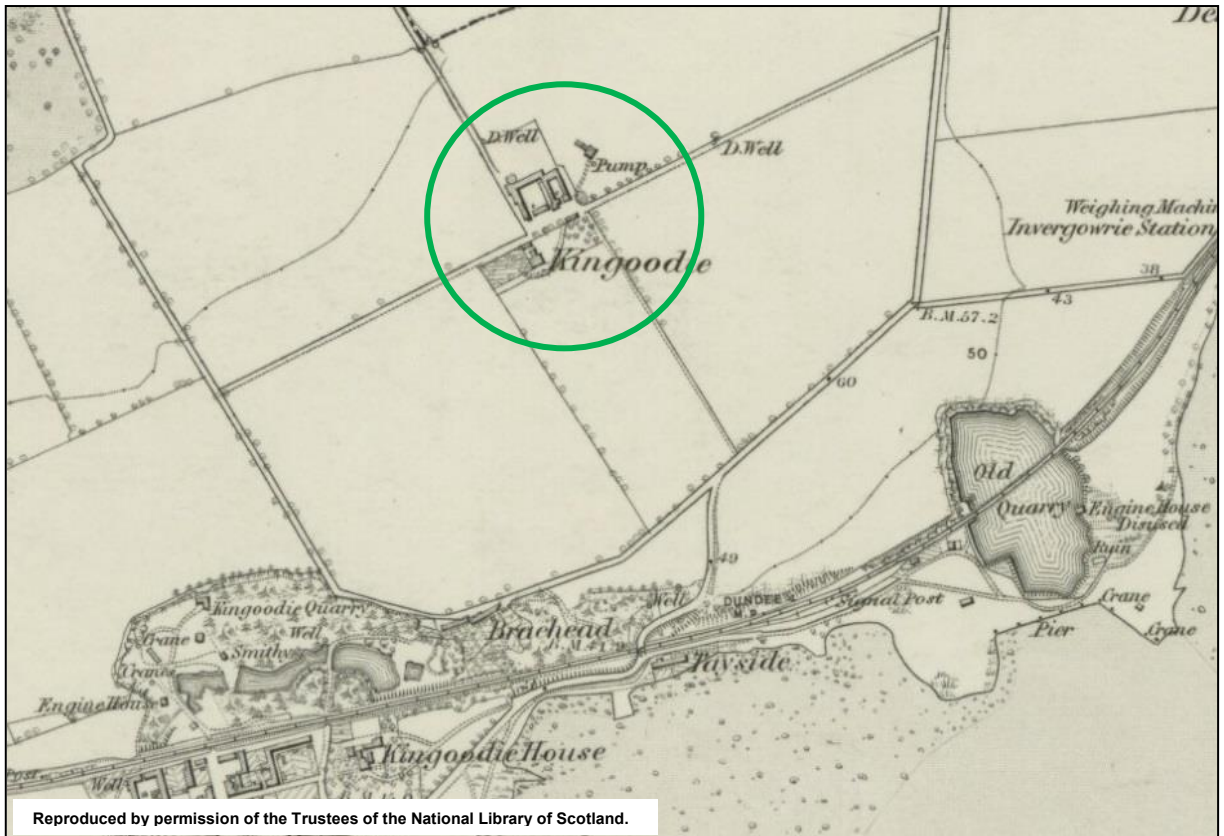 De
D.Well
Pump
D.Well
Weighing Machin
Invergowrie Station
Kingoodie
38
43
B.M.57.2
50
60
Old
Quarry
Engine House
Disused
Ruin
49
Kingoodie Quarry
Well
DUNDEE
Signal Post
Crane
Crane
Well
Braehead
Pier
Crane
Smithy
Tayside
Cranes
Engine House
Kingoodie House
Well
Reproduced by permission of the Trustees of the National Library of Scotland.